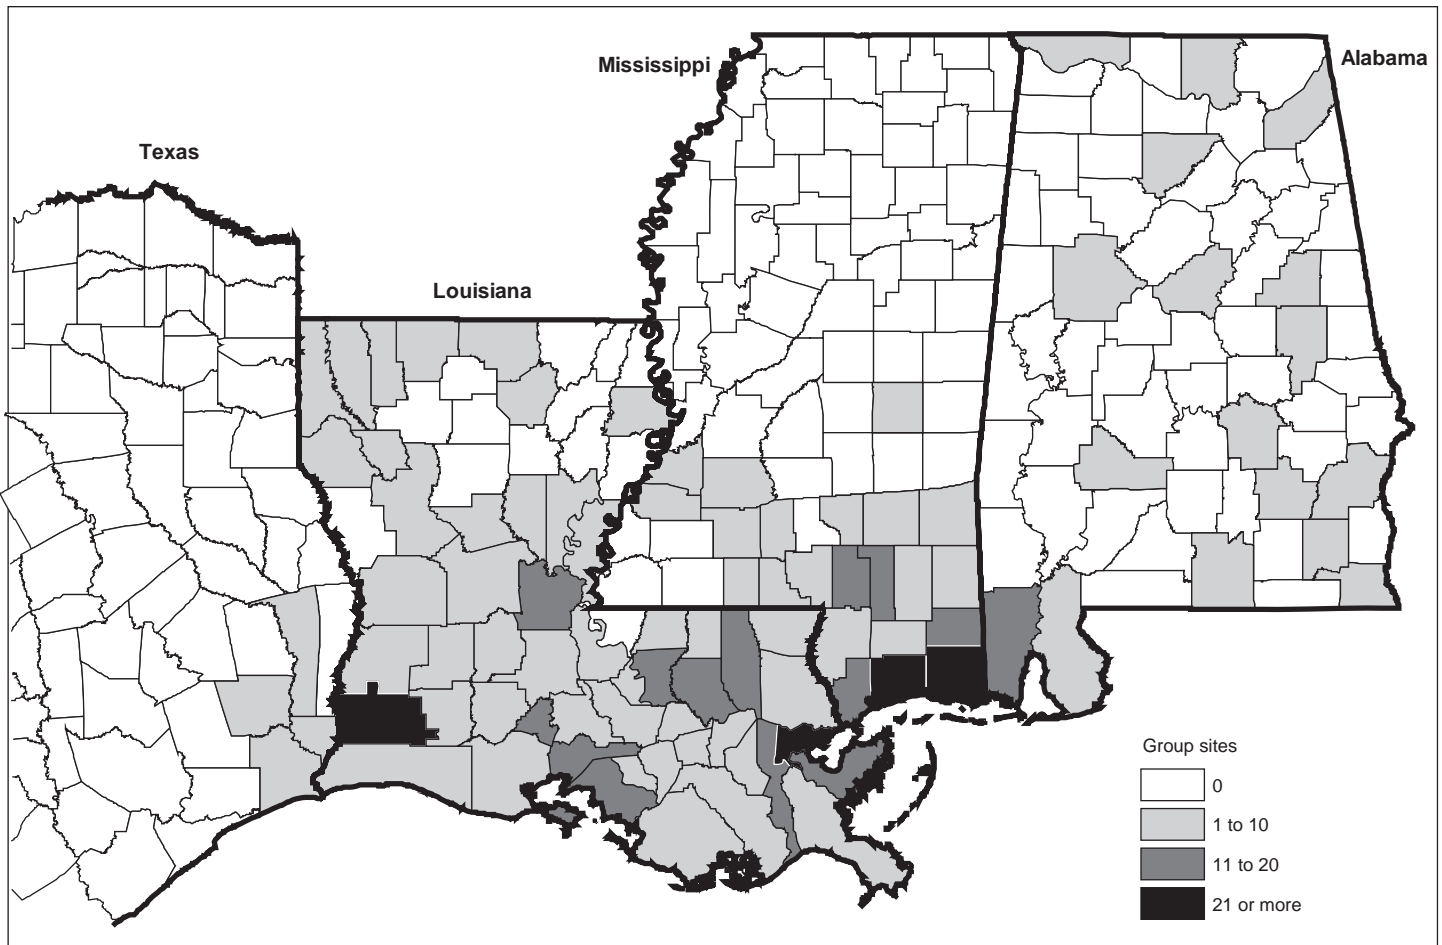 Mississippi
Alabama
Texas
Louisiana
Group sites
0
1 to 10
11 to 20
21 or more